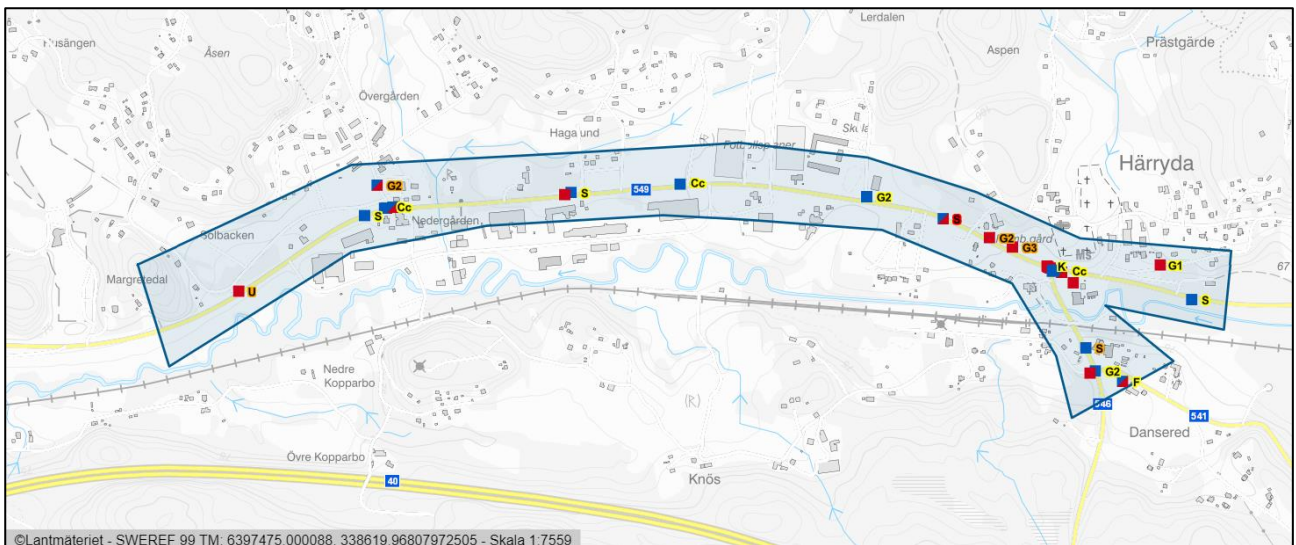 Lerdalen
Åsen
Aspen
Prästgärde
Övergården
Haga
und
Härryda
G2
S
549
Cc
G2
S
Cc
Nedergården
S
G2
G3
gård
Ms
K
Cc
G1
67
Solbacken
Margretedal
U
S
S
Nedre
Kopparbo
G2
F
(R)
546
541
Dansered
Övre Kopparbo
40
Knös
©Lantmäteriet - SWEREF 99 TM: 6397475.000088, 338619.96807972505 - Skala 1:7559